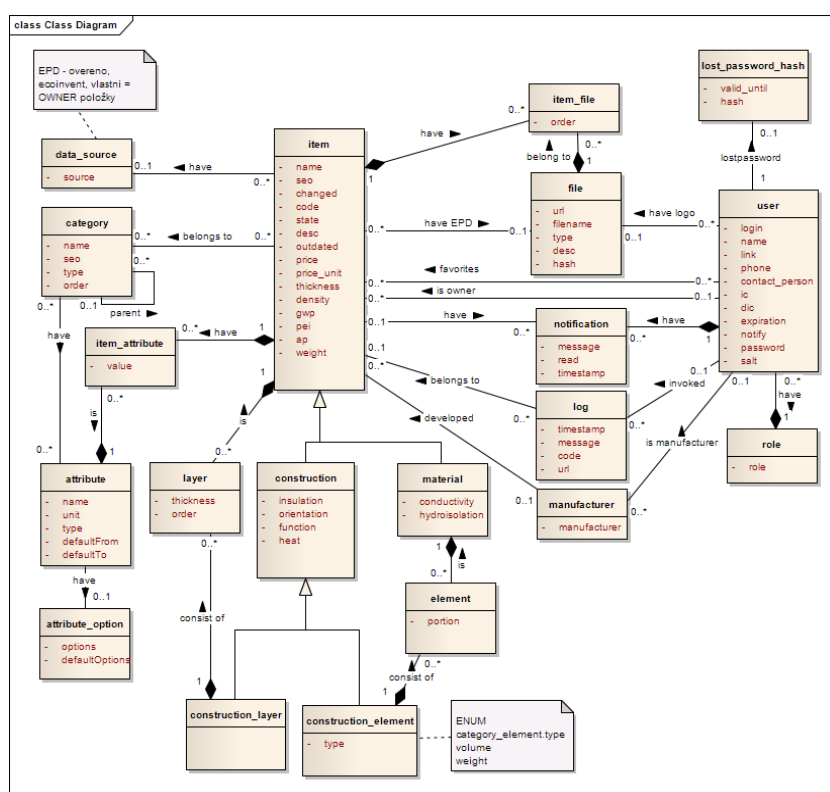 class Class Diagram
EPD - overeno,
ecoinvent, vlastni =
OWNER položky
data_source
- source
0..1
◄ have
0..*
category
- name
- seo
- type
- order
0..*
◄ belongs to
0..*
0..*
0..1
parent ►
0..*
have
▼
0..*
item
- name
- seo
- changed
- code
- state
- desc
- outdated
- price
- price_unit
- thickness
- density
- gwp
- pei
- ap
- weight
have ►
1
0..*
item_file
- order
0..*
belong to
▲
1
file
- url
- filename
- type
- desc
- hash
0..*
have EPD ►
0..1
◄ have logo
0..1
0..*
lost_password_hash
- valid_until
- hash
0..1
▲
lostpassword
1
user
- login
- name
- link
- phone
- contact_person
- ic
- dic
- expiration
- notify
- password
- salt
0..*
◄ favorites
0..*
0..*
◄ is owner
0..1
0..1
have ►
0..*
notification
- message
- read
- timestamp
◄ have
0..*
1
0..1
◄ belongs to
0..*
log
- timestamp
- message
- code
- url
0..1
◄ invoked
0..*
0..*
◄ developed
0..1
manufacturer
- manufacturer
0..1
is manufacturer
0..*
0..*
have
▼
1
role
- role
item_attribute
- value
0..*
◄ have
1
0..*
is
▲
1
attribute
- name
- unit
- type
- defaultFrom
- defaultTo
have
▼
0..1
attribute_option
- options
- defaultOptions
1
▲
is
0..*
layer
- thickness
- order
0..*
▲
consist of
1
construction
- insulation
- orientation
- function
- heat
material
- conductivity
- hydroisolation
1
▲
is
0..*
element
- portion
0..*
▲
consist of
1
construction_layer
construction_element
- type
ENUM
category_element.type
volume
weight